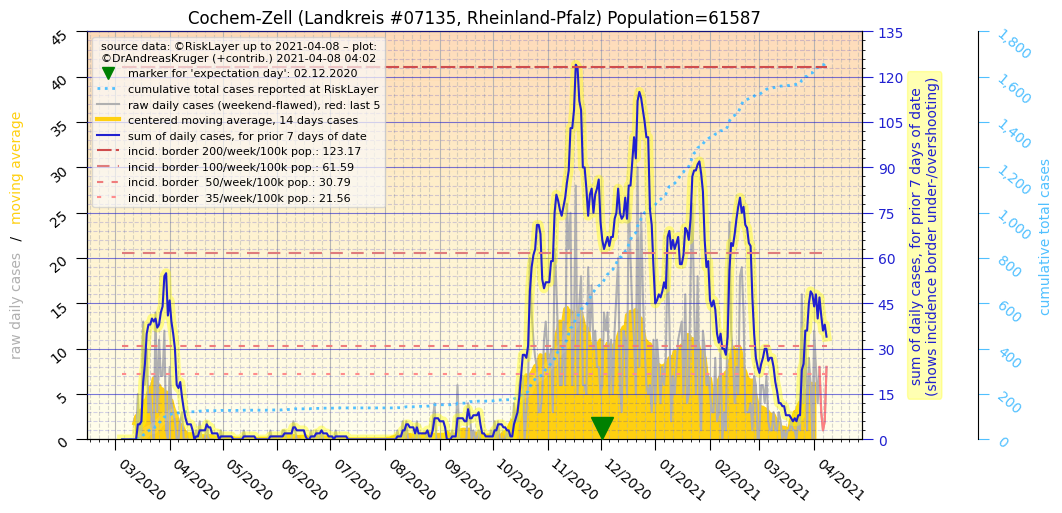 Cochem-Zell (Landkreis #07135, Rheinland-Pfalz) Population=61587
source data: ©RiskLayer up to 2021-04-08 – plot:
©DrAndreasKruger (+contrib.) 2021-04-08 04:02
marker for 'expectation day': 02.12.2020
cumulative total cases reported at RiskLayer
raw daily cases (weekend-flawed), red: last 5
centered moving average, 14 days cases
sum of daily cases, for prior 7 days of date
incid. border 200/week/100k pop.: 123.17
incid. border 100/week/100k pop.: 61.59
incid. border  50/week/100k pop.: 30.79
incid. border  35/week/100k pop.: 21.56
raw daily cases  /  moving average
45
40
35
30
25
20
15
10
5
0
03/2020
04/2020
05/2020
06/2020
07/2020
08/2020
09/2020
10/2020
11/2020
12/2020
01/2021
02/2021
03/2021
04/2021
135
120
105
90
75
60
45
30
15
0
sum of daily cases, for prior 7 days of date
(shows incidence border under-/overshooting)
1,800
1,600
1,400
1,200
1,000
800
600
400
200
0
cumulative total cases